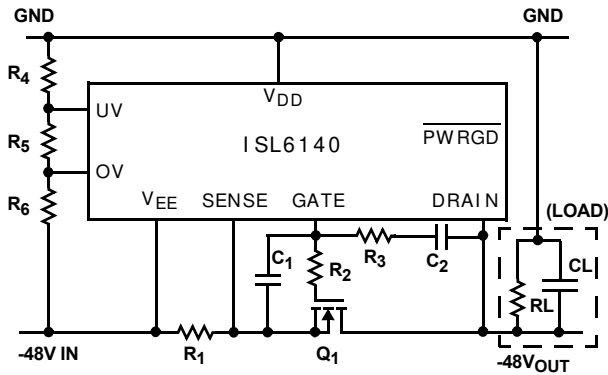 GND
GND
R4
VDD
UV
ISL6140
PWRGD
R5
OV
R6
VEE
SENSE
GATE
DRAIN
(LOAD)
C1
R2
R3
C2
RL
CL
-48V IN
R1
Q1
-48VOUT